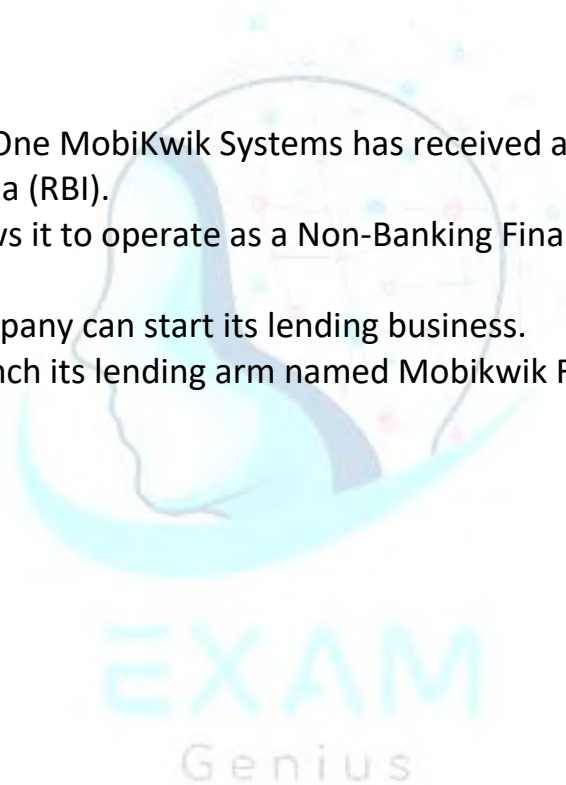 One MobiKwik Systems has received a
a (RBI).
ws it to operate as a Non-Banking Fina
pany can start its lending business.
nch its lending arm named Mobikwik F
EXAM
Genius